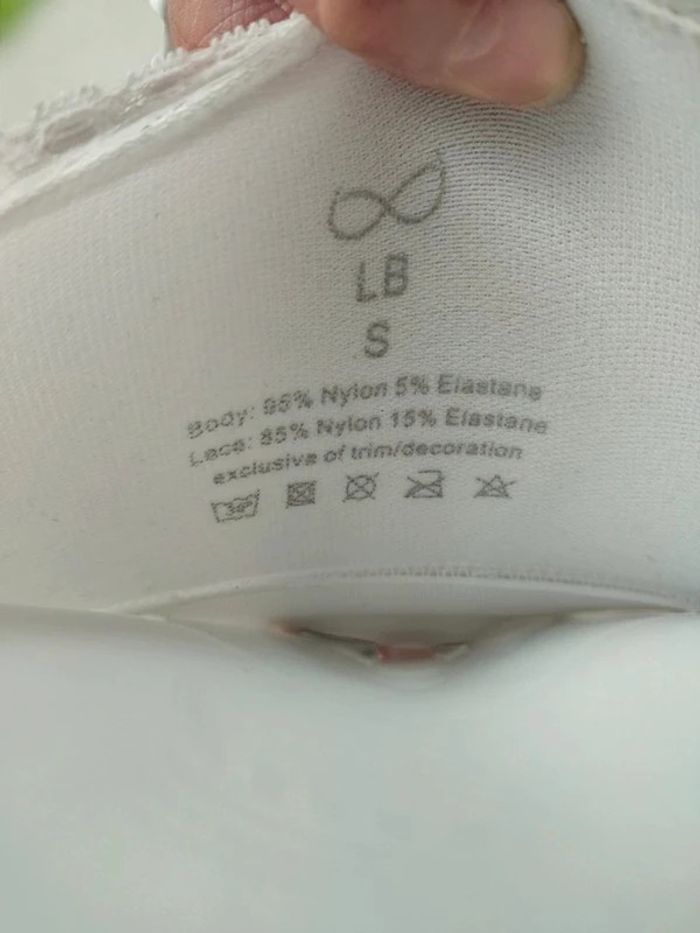 LB
S
Body: 95% Nylon 5% Elastane
Lace: 85% Nylon 15% Elastane
exclusive of trim/decoration
30°